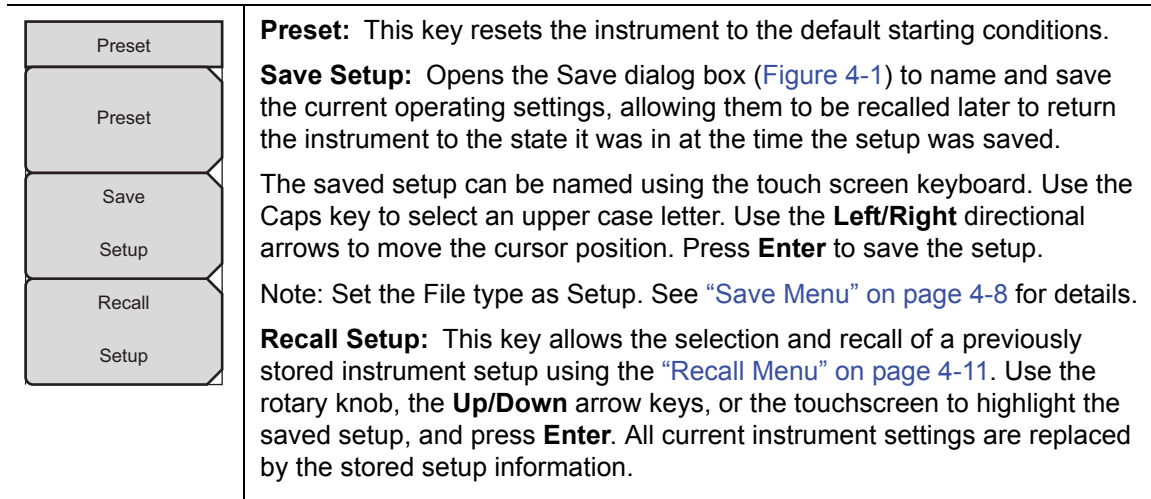 Preset
Preset
Save
Setup
Recall
Setup
Preset: This key resets the instrument to the default starting conditions.
Save Setup: Opens the Save dialog box (Figure 4-1) to name and save
the current operating settings, allowing them to be recalled later to return
the instrument to the state it was in at the time the setup was saved.
The saved setup can be named using the touch screen keyboard. Use the
Caps key to select an upper case letter. Use the Left/Right directional
arrows to move the cursor position. Press Enter to save the setup.
Note: Set the File type as Setup. See “Save Menu” on page 4-8 for details.
Recall Setup: This key allows the selection and recall of a previously
stored instrument setup using the “Recall Menu” on page 4-11. Use the
rotary knob, the Up/Down arrow keys, or the touchscreen to highlight the
saved setup, and press Enter. All current instrument settings are replaced
by the stored setup information.